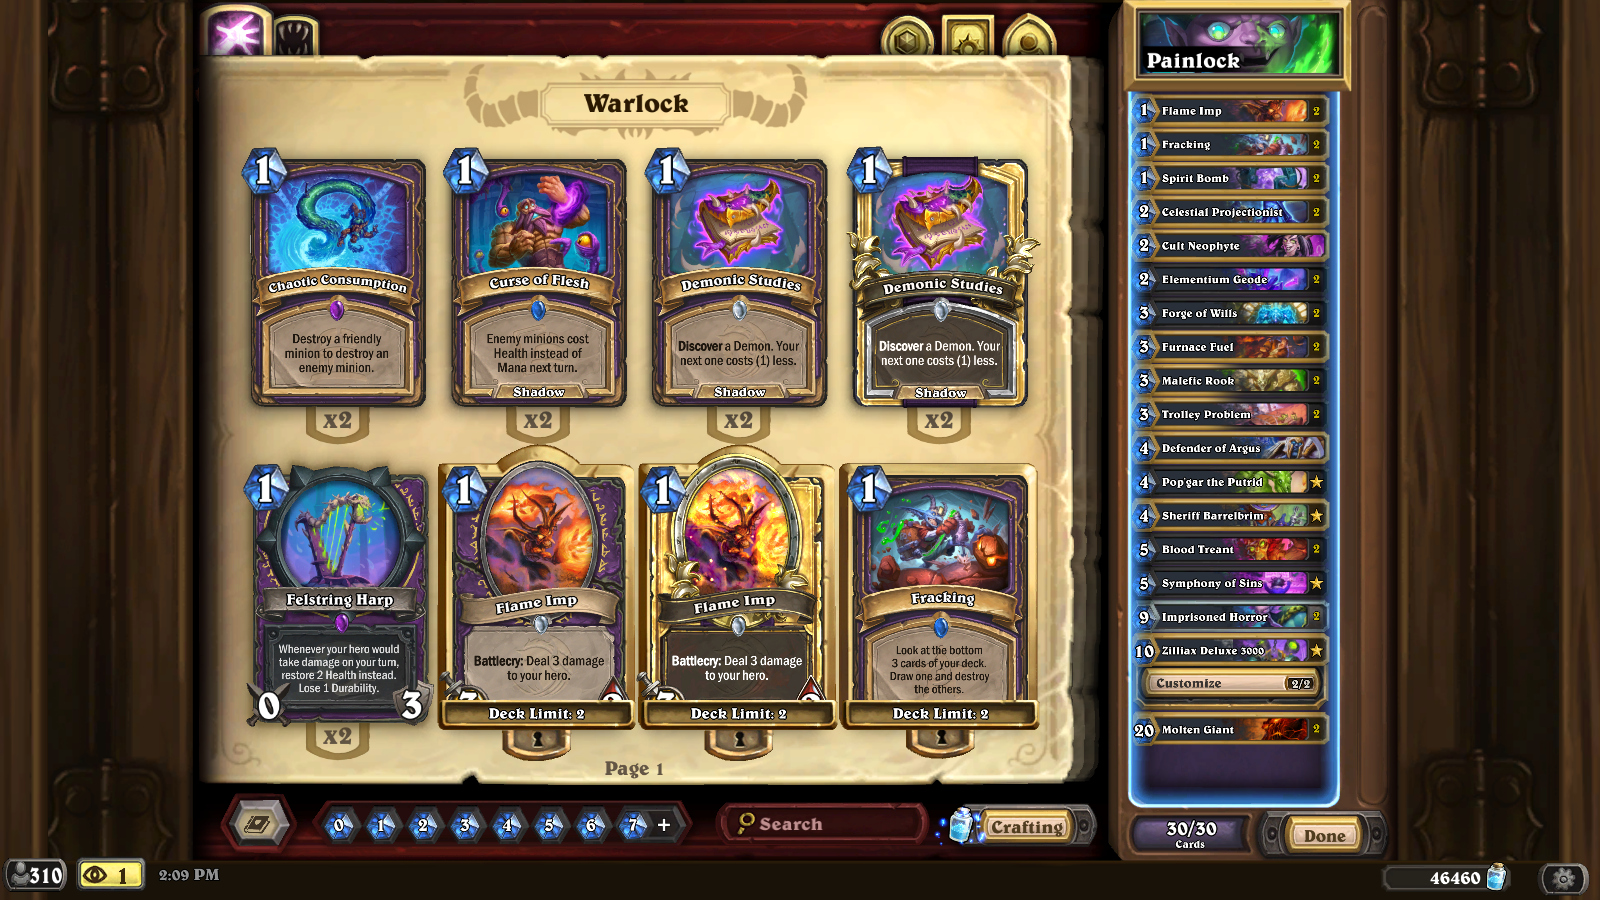 Warlock
1
Chaotic Consumption
Destroy a friendly
minion to destroy an
enemy minion.
x2
1
Curse of Flesh
Enemy minions cost
Health instead of
Mana next turn.
Shadow
x2
1
Demonic Studies
Discover a Demon. Your
next one costs (1) less.
Shadow
x2
1
Demonic Studies
Discover a Demon. Your
next one costs (1) less.
Shadow
x2
1
Felstring Harp
Whenever your hero would
take damage on your turn,
restore 2 Health instead.
Lose 1 Durability.
0
3
x2
1
Flame Imp
Battlecry: Deal 3 damage
to your hero.
Deck Limit: 2
1
Flame Imp
Battlecry: Deal 3 damage
to your hero.
Deck Limit: 2
1
Fracking
Look at the bottom
3 cards of your deck.
Draw one and destroy
the others.
Deck Limit: 2
Page 1
0 1 2 3 4 5 6 7 +
Search
Crafting
Painlock
1 Flame Imp 2
1 Fracking 2
1 Spirit Bomb 2
2 Celestial Projectionist 2
2 Cult Neophyte
2 Elementium Geode 2
3 Forge of Wills 2
3 Furnace Fuel 2
3 Malefic Rook 2
3 Trolley Problem 2
4 Defender of Argus
4 Pop'gar the Putrid
4 Sheriff Barrelbrim
5 Blood Treant 2
5 Symphony of Sins
9 Imprisoned Horror 2
10 Zilliax Deluxe 3000
Customize 2/2
20 Molten Giant 2
30/30
Cards
Done
310
1
2:09 PM
46460